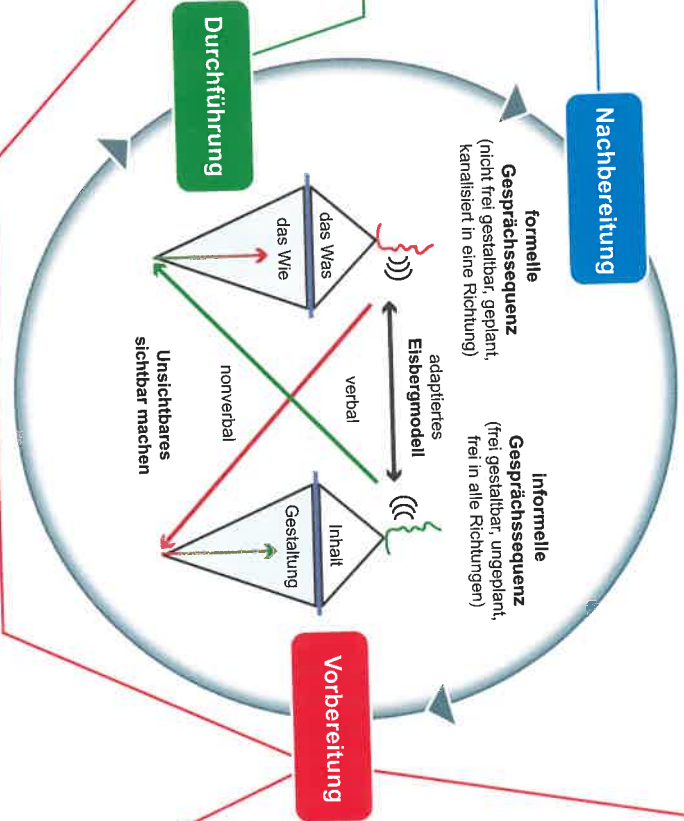 Nachbereitung
formelle
Gesprächssequenz
(nicht frei gestaltbar, geplant,
kanalisiert in eine Richtung)
informelle
Gesprächssequenz
(frei gestaltbar, ungeplant,
frei in alle Richtungen)
adaptiertes
Eisbergmodell
verbal
nonverbal
das Was
das Wie
Inhalt
Gestaltung
Unsichtbares
sichtbar machen
Durchführung
Vorbereitung